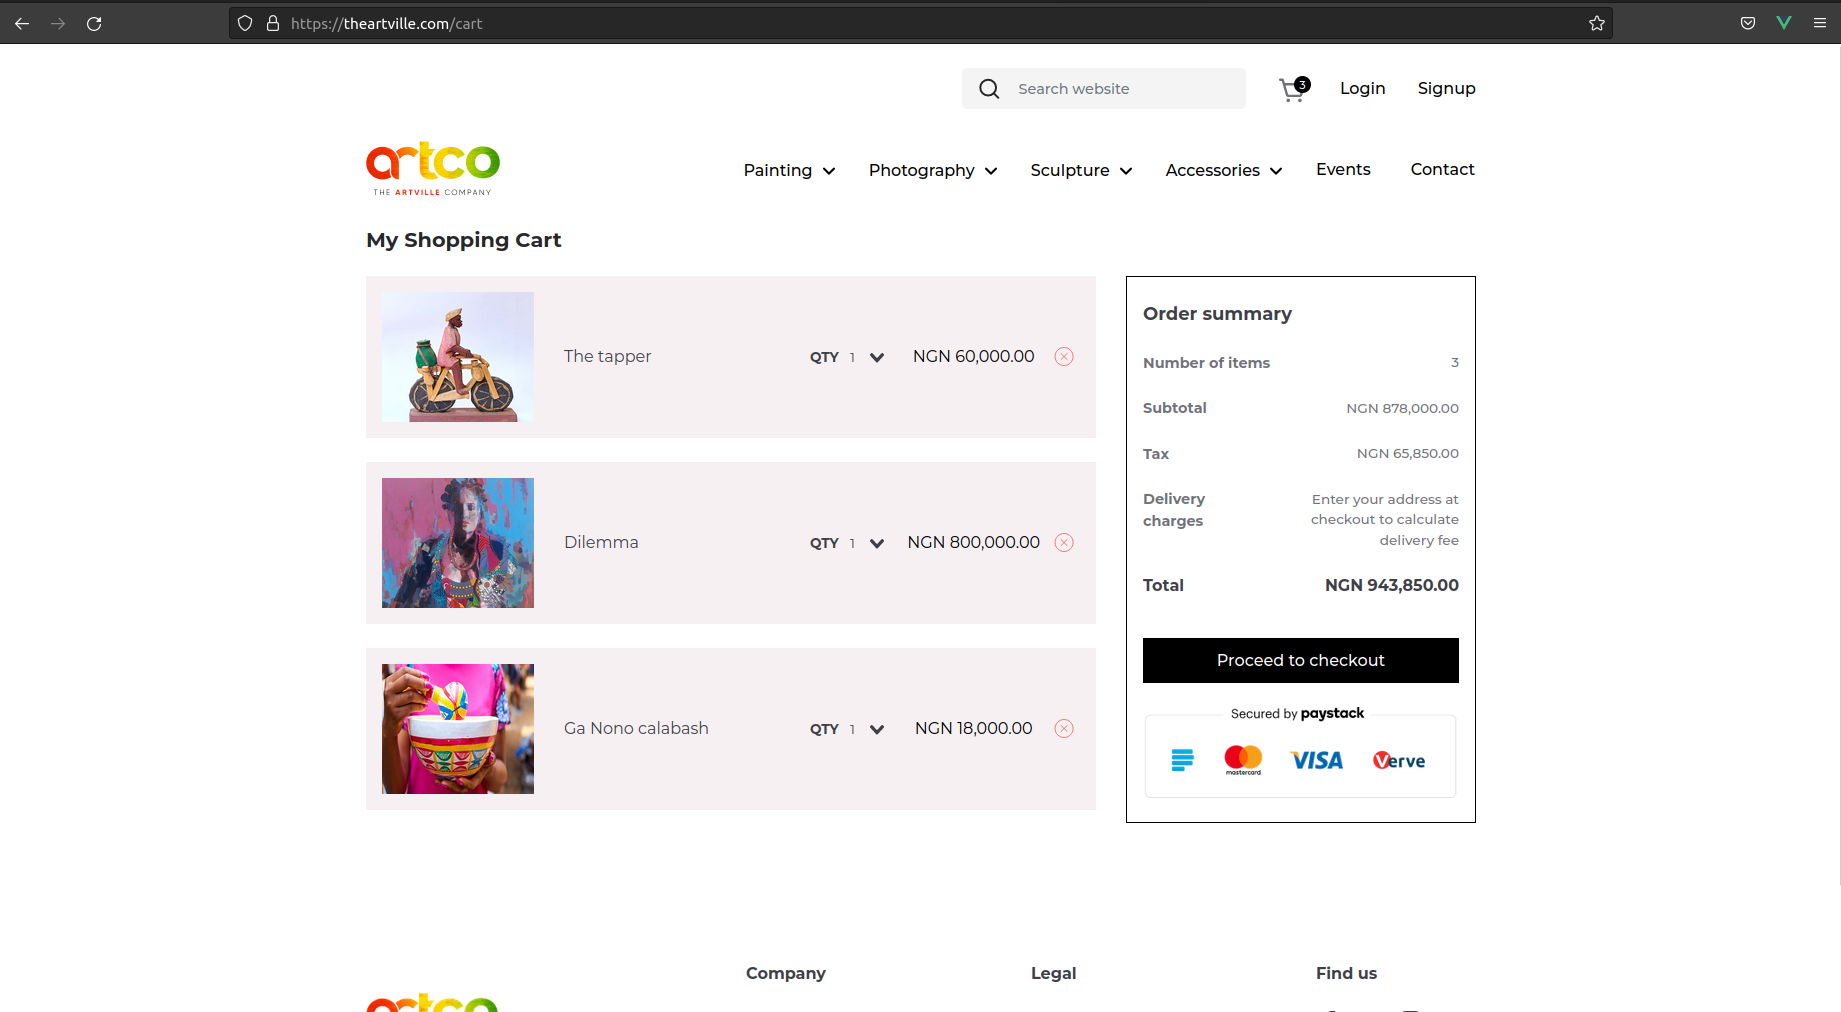 https://theartville.com/cart
Search website
3
Login
Signup
artco
THE ARTVILLE COMPANY
Painting
Photography
Sculpture
Accessories
Events
Contact
My Shopping Cart
The tapper
QTY 1
NGN 60,000.00
Dilemma
QTY 1
NGN 800,000.00
Ga Nono calabash
QTY 1
NGN 18,000.00
Order summary
Number of items 3
Subtotal NGN 878,000.00
Tax NGN 65,850.00
Delivery
charges
Enter your address at
checkout to calculate
delivery fee
Total NGN 943,850.00
Proceed to checkout
Secured by paystack
mastercard
VISA
Verve
Company
Legal
Find us
artco